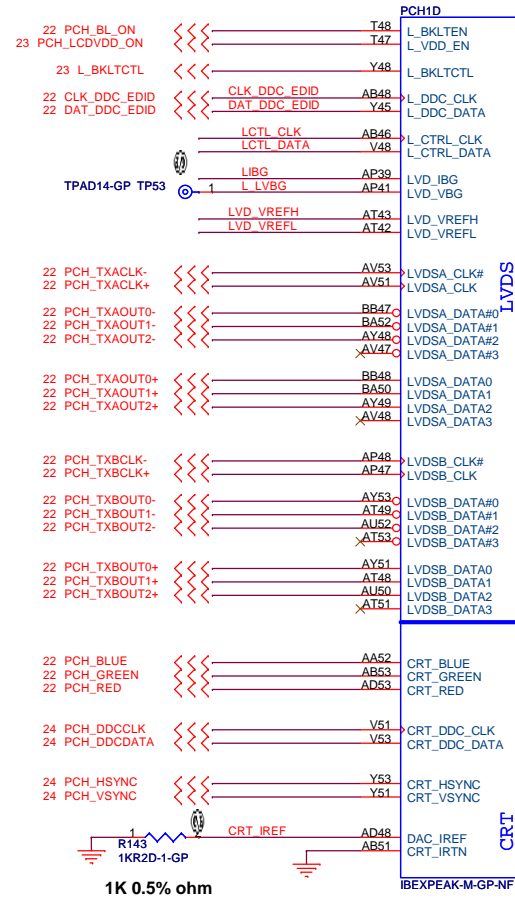 PCH1D
22 PCH_BL_ON T48 L_BKLTEN
23 PCH_LCDVDD_ON T47 L_VDD_EN
23 L_BKLTCTL Y48 L_BKLTCTL
22 CLK_DDC_EDID CLK_DDC_EDID AB48 L_DDC_CLK
22 DAT_DDC_EDID DAT_DDC_EDID Y45 L_DDC_DATA
LCTL_CLK AB46 L_CTRL_CLK
LCTL_DATA V48 L_CTRL_DATA
LIBG AP39 LVD_IBG
TPAD14-GP TP53 1 L_LVBG AP41 LVD_VBG
LVD_VREFH AT43 LVD_VREFH
LVD_VREFL AT42 LVD_VREFL
LVDS
22 PCH_TXACLK- AV53 LVDSA_CLK#
22 PCH_TXACLK+ AV51 LVDSA_CLK
22 PCH_TXAOUT0- BB47 LVDSA_DATA#0
22 PCH_TXAOUT1- BA52 LVDSA_DATA#1
22 PCH_TXAOUT2- AY48 LVDSA_DATA#2
AV47 LVDSA_DATA#3
22 PCH_TXAOUT0+ BB48 LVDSA_DATA0
22 PCH_TXAOUT1+ BA50 LVDSA_DATA1
22 PCH_TXAOUT2+ AY49 LVDSA_DATA2
AV48 LVDSA_DATA3
22 PCH_TXBCLK- AP48 LVDSB_CLK#
22 PCH_TXBCLK+ AP47 LVDSB_CLK
22 PCH_TXBOUT0- AY53 LVDSB_DATA#0
22 PCH_TXBOUT1- AT49 LVDSB_DATA#1
22 PCH_TXBOUT2- AU52 LVDSB_DATA#2
AT53 LVDSB_DATA#3
22 PCH_TXBOUT0+ AY51 LVDSB_DATA0
22 PCH_TXBOUT1+ AT48 LVDSB_DATA1
22 PCH_TXBOUT2+ AU50 LVDSB_DATA2
AT51 LVDSB_DATA3
22 PCH_BLUE AA52 CRT_BLUE
22 PCH_GREEN AB53 CRT_GREEN
22 PCH_RED AD53 CRT_RED
24 PCH_DDCCLK V51 CRT_DDC_CLK
24 PCH_DDCDATA V53 CRT_DDC_DATA
24 PCH_HSYNC Y53 CRT_HSYNC
24 PCH_VSYNC Y51 CRT_VSYNC
CRT
1 CRT_IREF AD48 DAC_IREF
R143 AB51 CRT_IRTN
1KR2D-1-GP
1K 0.5% ohm
IBEXPEAK-M-GP-NF